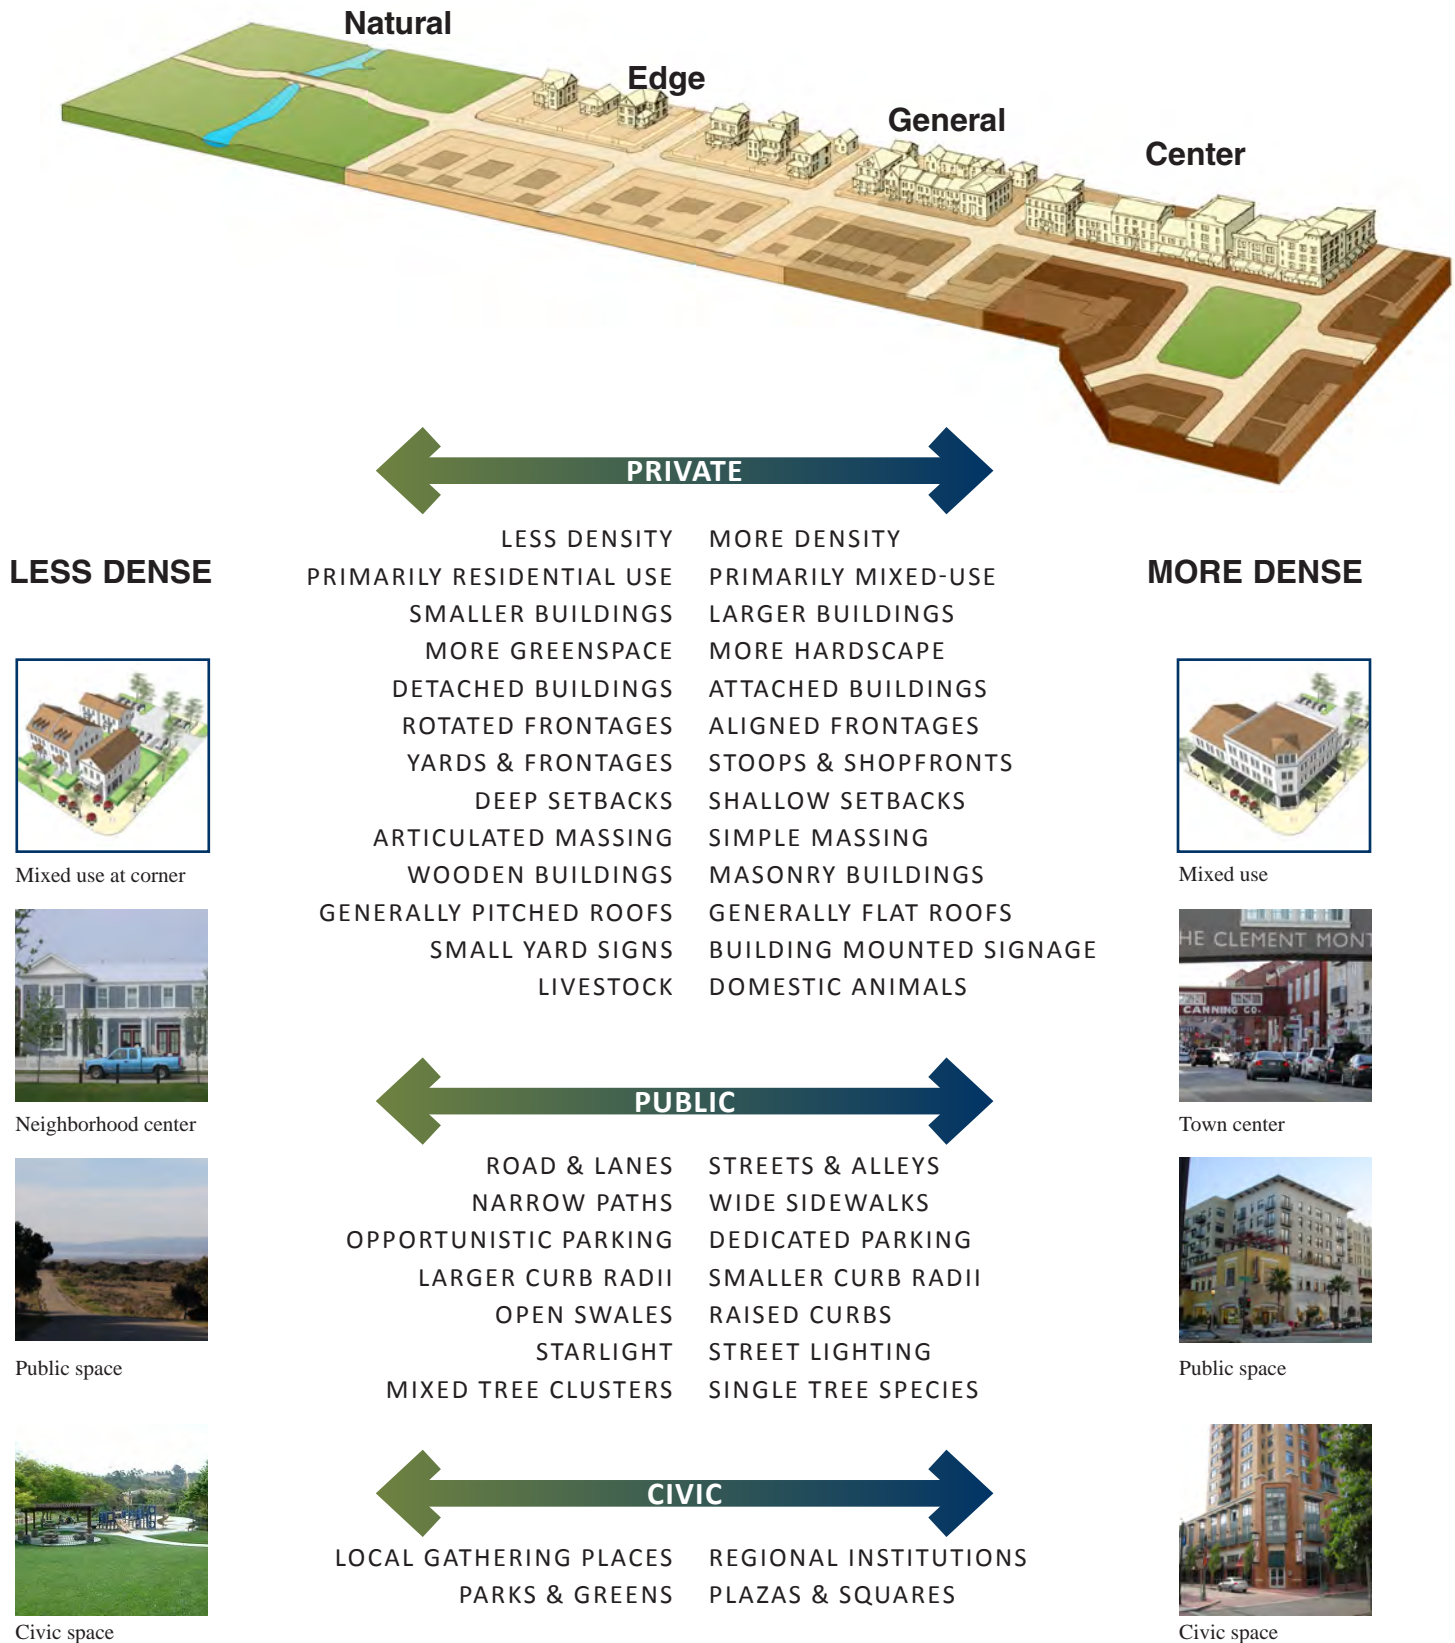 Natural
Edge
General
Center
PRIVATE
LESS DENSITY MORE DENSITY
LESS DENSE
MORE DENSE
PRIMARILY RESIDENTIAL USE PRIMARILY MIXED-USE
SMALLER BUILDINGS LARGER BUILDINGS
MORE GREENSPACE MORE HARDSCAPE
DETACHED BUILDINGS ATTACHED BUILDINGS
ROTATED FRONTAGES ALIGNED FRONTAGES
YARDS & FRONTAGES STOOPS & SHOPFRONTS
DEEP SETBACKS SHALLOW SETBACKS
ARTICULATED MASSING SIMPLE MASSING
WOODEN BUILDINGS MASONRY BUILDINGS
GENERALLY PITCHED ROOFS GENERALLY FLAT ROOFS
SMALL YARD SIGNS BUILDING MOUNTED SIGNAGE
LIVESTOCK DOMESTIC ANIMALS
Mixed use at corner
Mixed use
HE CLEMENT MONT
CANNING CO.
Neighborhood center
Town center
PUBLIC
ROAD & LANES STREETS & ALLEYS
NARROW PATHS WIDE SIDEWALKS
OPPORTUNISTIC PARKING DEDICATED PARKING
LARGER CURB RADII SMALLER CURB RADII
OPEN SWALES RAISED CURBS
STARLIGHT STREET LIGHTING
MIXED TREE CLUSTERS SINGLE TREE SPECIES
Public space
Public space
CIVIC
LOCAL GATHERING PLACES REGIONAL INSTITUTIONS
PARKS & GREENS PLAZAS & SQUARES
Civic space
Civic space